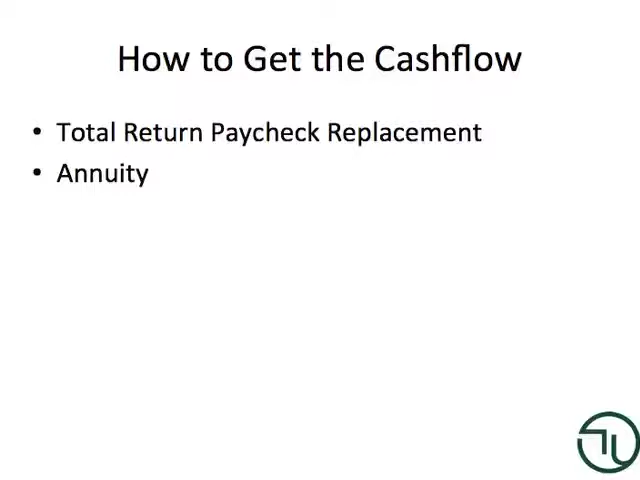 How to Get the Cashflow
• Total Return Paycheck Replacement
• Annuity